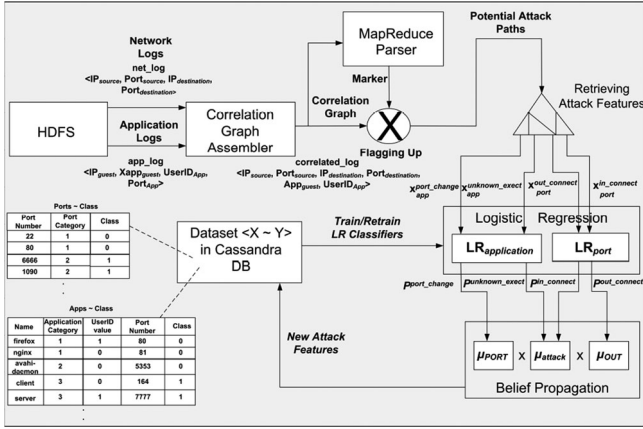 Network
Logs
net_log
<IPsource, Portsource, IPdestination,
Portdestination>
HDFS
Application
Logs
app_log
<IPguest, Xappguest, UserIDApp,
PortApp>
Correlation
Graph
Assembler
MapReduce
Parser
Marker
Correlation
Graph
X
Flagging Up
correlated_log
<IPsource, Portsource, IPdestination, Portdestination,
Appguest, UserIDApp>
Potential Attack
Paths
Retrieving
Attack Features
xport_change app
xunknown_exect app
xout_connect port
xin_connect port
Logistic Regression
LRapplication
LRport
Pport_change
Punknown_exect
Pin_connect
Pout_connect
μPORT x μattack x μOUT
Belief Propagation
Train/Retrain
LR Classifiers
New Attack
Features
Dataset <X ~ Y>
in Cassandra
DB
Ports ~ Class
Port Number Port Category Class
22 1 0
80 1 0
6666 2 1
1090 2 1
Apps ~ Class
Name Application Category UserID value Port Number Class
firefox 1 1 80 0
nginx 1 0 81 0
avahi-daemon 2 0 5353 0
client 3 0 164 1
server 3 1 7777 1